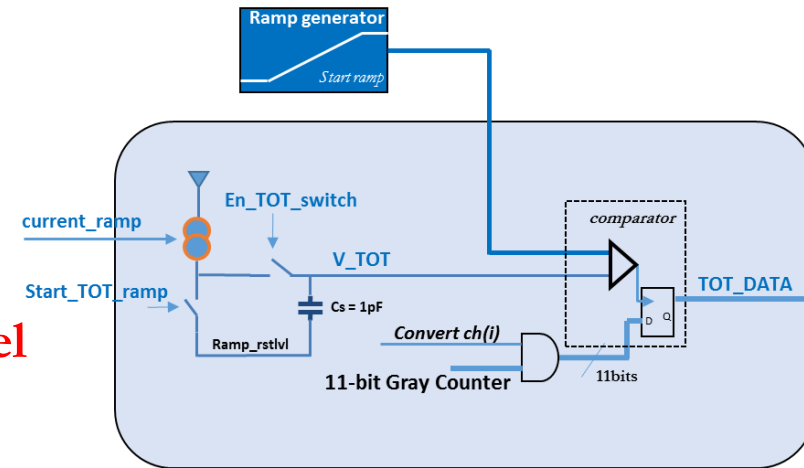 Ramp generator
Start ramp
comparator
En_TOT_switch
current_ramp
V_TOT
TOT_DATA
Start_TOT_ramp
Cs = 1pF
D
Q
Convert ch(i)
el
Ramp_rstlvl
11-bit Gray Counter
11bits